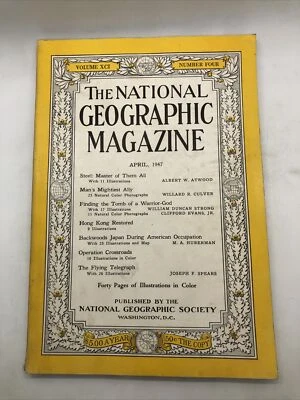 VOLUME XCI NUMBER FOUR
THE NATIONAL
GEOGRAPHIC
MAGAZINE
APRIL, 1947
Steel: Master of Them All
With 11 Illustrations ALBERT W. ATWOOD
Man's Mightiest Ally
23 Natural Color Photographs WILLARD R. CULVER
Finding the Tomb of a Warrior-God
With 17 Illustrations WILLIAM DUNCAN STRONG
11 Natural Color Photographs CLIFFORD EVANS, JR.
Hong Kong Restored
9 Illustrations
Backwoods Japan During American Occupation
With 25 Illustrations and Map M. A. HUBERMAN
Operation Crossroads
10 Illustrations in Color
The Flying Telegraph
With 26 Illustrations JOSEPH F. SPEARS
Forty Pages of Illustrations in Color
PUBLISHED BY THE
NATIONAL GEOGRAPHIC SOCIETY
WASHINGTON, D.C.
$5.00 A YEAR 50¢ THE COPY